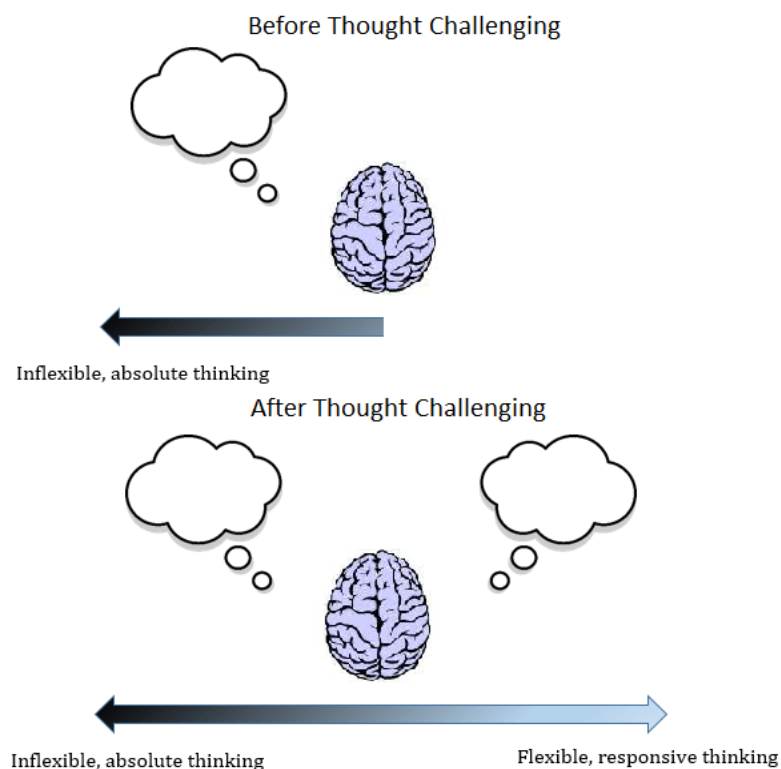 Before Thought Challenging
Inflexible, absolute thinking
After Thought Challenging
Inflexible, absolute thinking
Flexible, responsive thinking